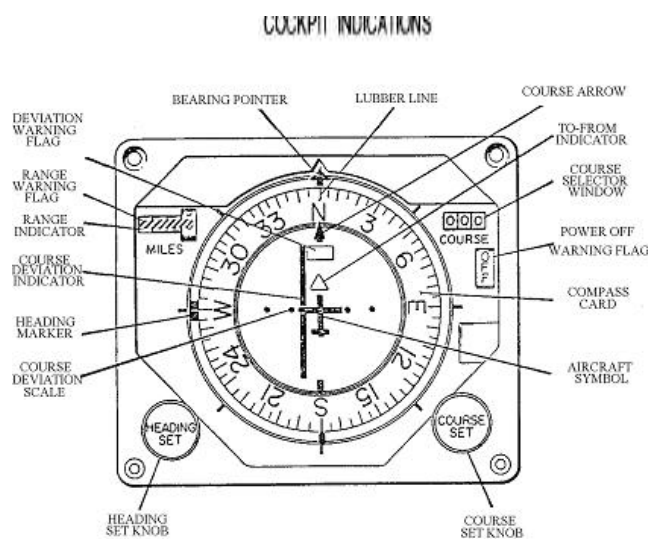 COCKPIT INDICATIONS
DEVIATION
WARNING
FLAG
BEARING POINTER
LUBBER LINE
COURSE ARROW
TO-FROM
INDICATOR
RANGE
WARNING
FLAG
COURSE
SELECTOR
WINDOW
RANGE
INDICATOR
MILES
000
COURSE
POWER OFF
WARNING FLAG
OFF
COURSE
DEVIATION
INDICATOR
COMPASS
CARD
HEADING
MARKER
COURSE
DEVIATION
SCALE
AIRCRAFT
SYMBOL
N
3
6
E
12
15
S
21
24
W
30
33
HEADING
SET
COURSE
SET
HEADING
SET KNOB
COURSE
SET KNOB